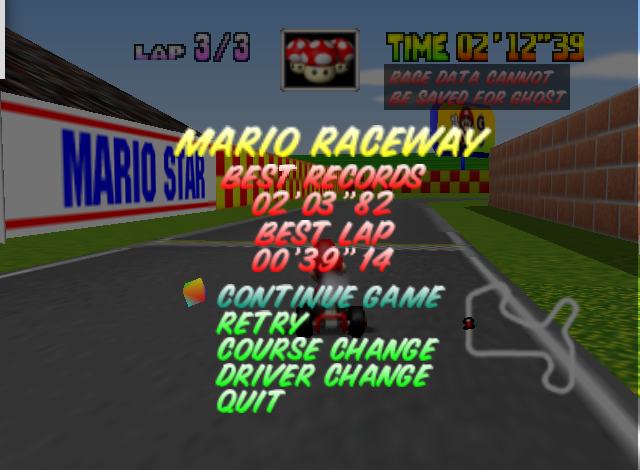 LAP 3/3
TIME 02'12"39
RACE DATA CANNOT
BE SAVED FOR GHOST
MARIO STAR
MARIO RACEWAY
BEST RECORDS
02'03"82
BEST LAP
00'39"14
CONTINUE GAME
RETRY
COURSE CHANGE
DRIVER CHANGE
QUIT